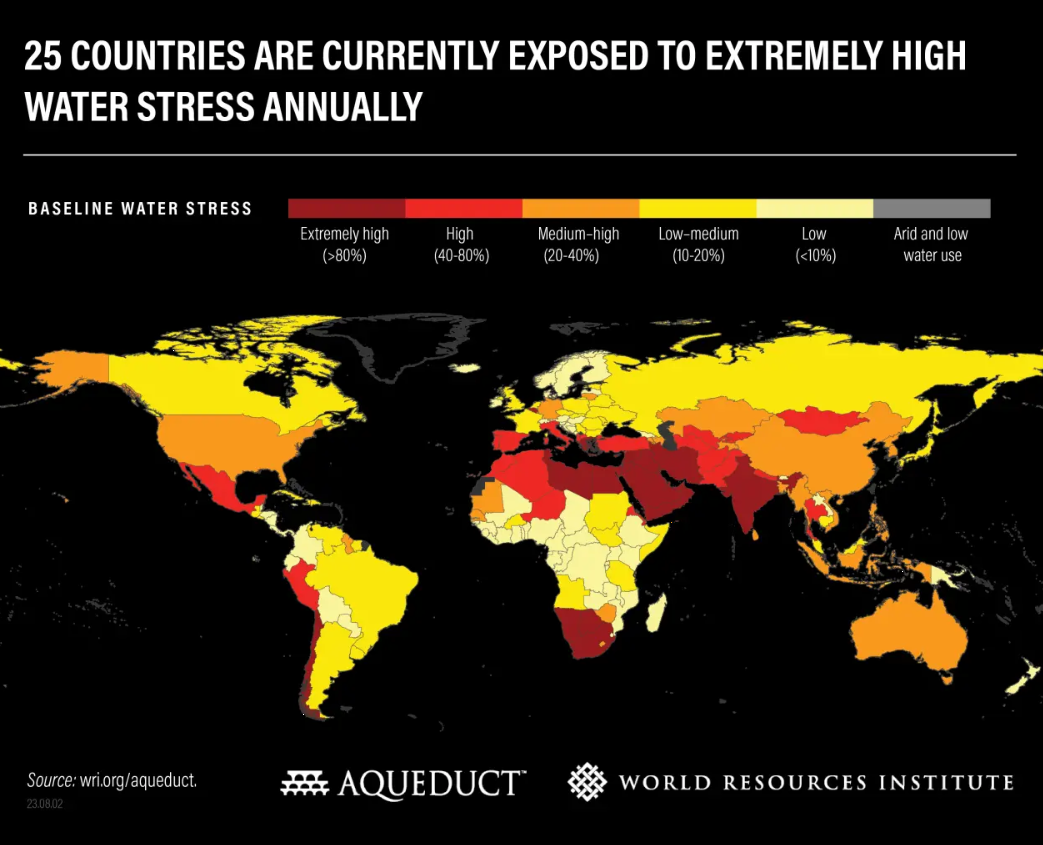 25 COUNTRIES ARE CURRENTLY EXPOSED TO EXTREMELY HIGH
WATER STRESS ANNUALLY
BASELINE WATER STRESS
Extremely high
(>80%)
High
(40-80%)
Medium–high
(20-40%)
Low–medium
(10-20%)
Low
(<10%)
Arid and low
water use
Source: wri.org/aqueduct.
23.08.02
AQUEDUCT™
WORLD RESOURCES INSTITUTE